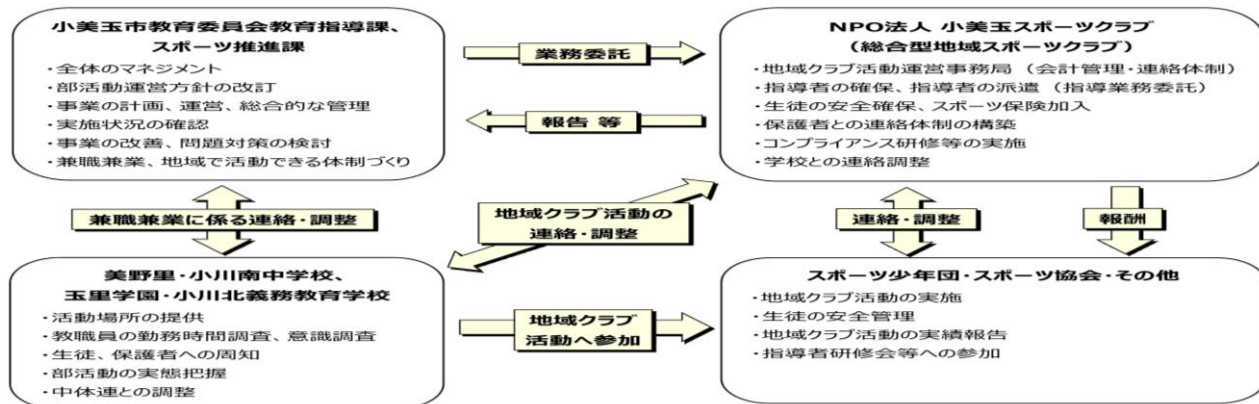 小美玉市教育委員会教育指導課、
スポーツ推進課
・全体のマネジメント
・部活動運営方針の改訂
・事業の計画、運営、総合的な管理
・実施状況の確認
・事業の改善、問題対策の検討
・兼職兼業、地域で活動できる体制づくり
業務委託
報告 等
NPO法人 小美玉スポーツクラブ
（総合型地域スポーツクラブ）
・地域クラブ活動運営事務局 （会計管理・連絡体制）
・指導者の確保、指導者の派遣 （指導業務委託）
・生徒の安全確保、スポーツ保険加入
・保護者との連絡体制の構築
・コンプライアンス研修等の実施
・学校との連絡調整
兼職兼業に係る連絡・調整
地域クラブ活動の
連絡・調整
連絡・調整
報酬
美野里・小川南中学校、
玉里学園・小川北義務教育学校
・活動場所の提供
・教職員の勤務時間調査、意識調査
・生徒、保護者への周知
・部活動の実態把握
・中体連との調整
地域クラブ
活動へ参加
スポーツ少年団・スポーツ協会・その他
・地域クラブ活動の実施
・生徒の安全管理
・地域クラブ活動の実績報告
・指導者研修会等への参加